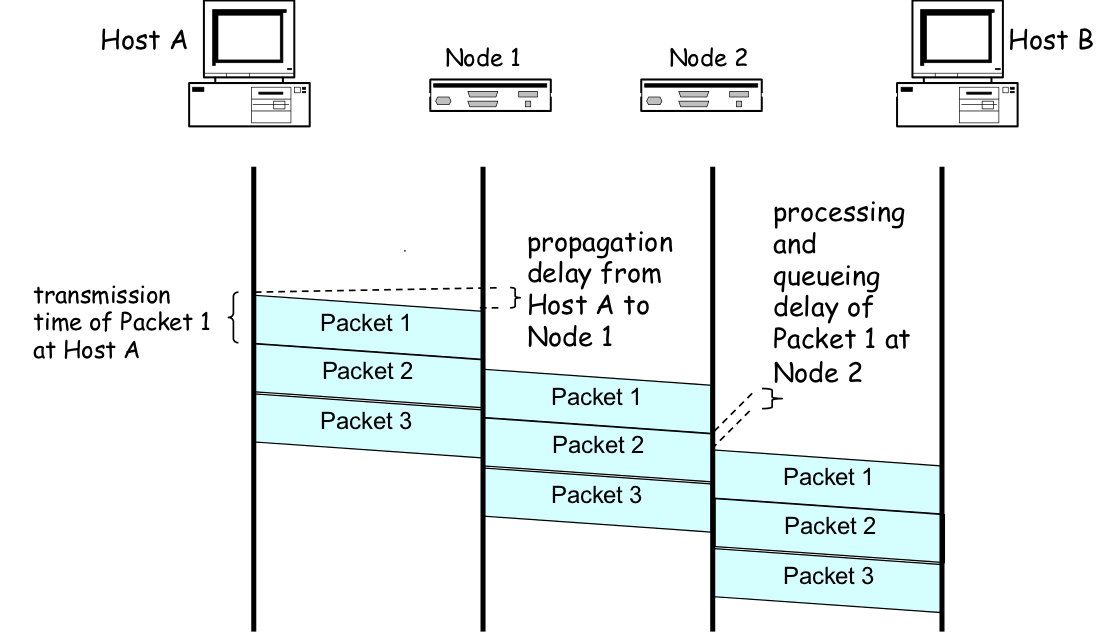 Host A
Node 1
Node 2
Host B
processing
and
queueing
delay of
Packet 1 at
Node 2
propagation
delay from
Host A to
Node 1
transmission
time of Packet 1
at Host A
Packet 1
Packet 2
Packet 3
Packet 1
Packet 2
Packet 3
Packet 1
Packet 2
Packet 3